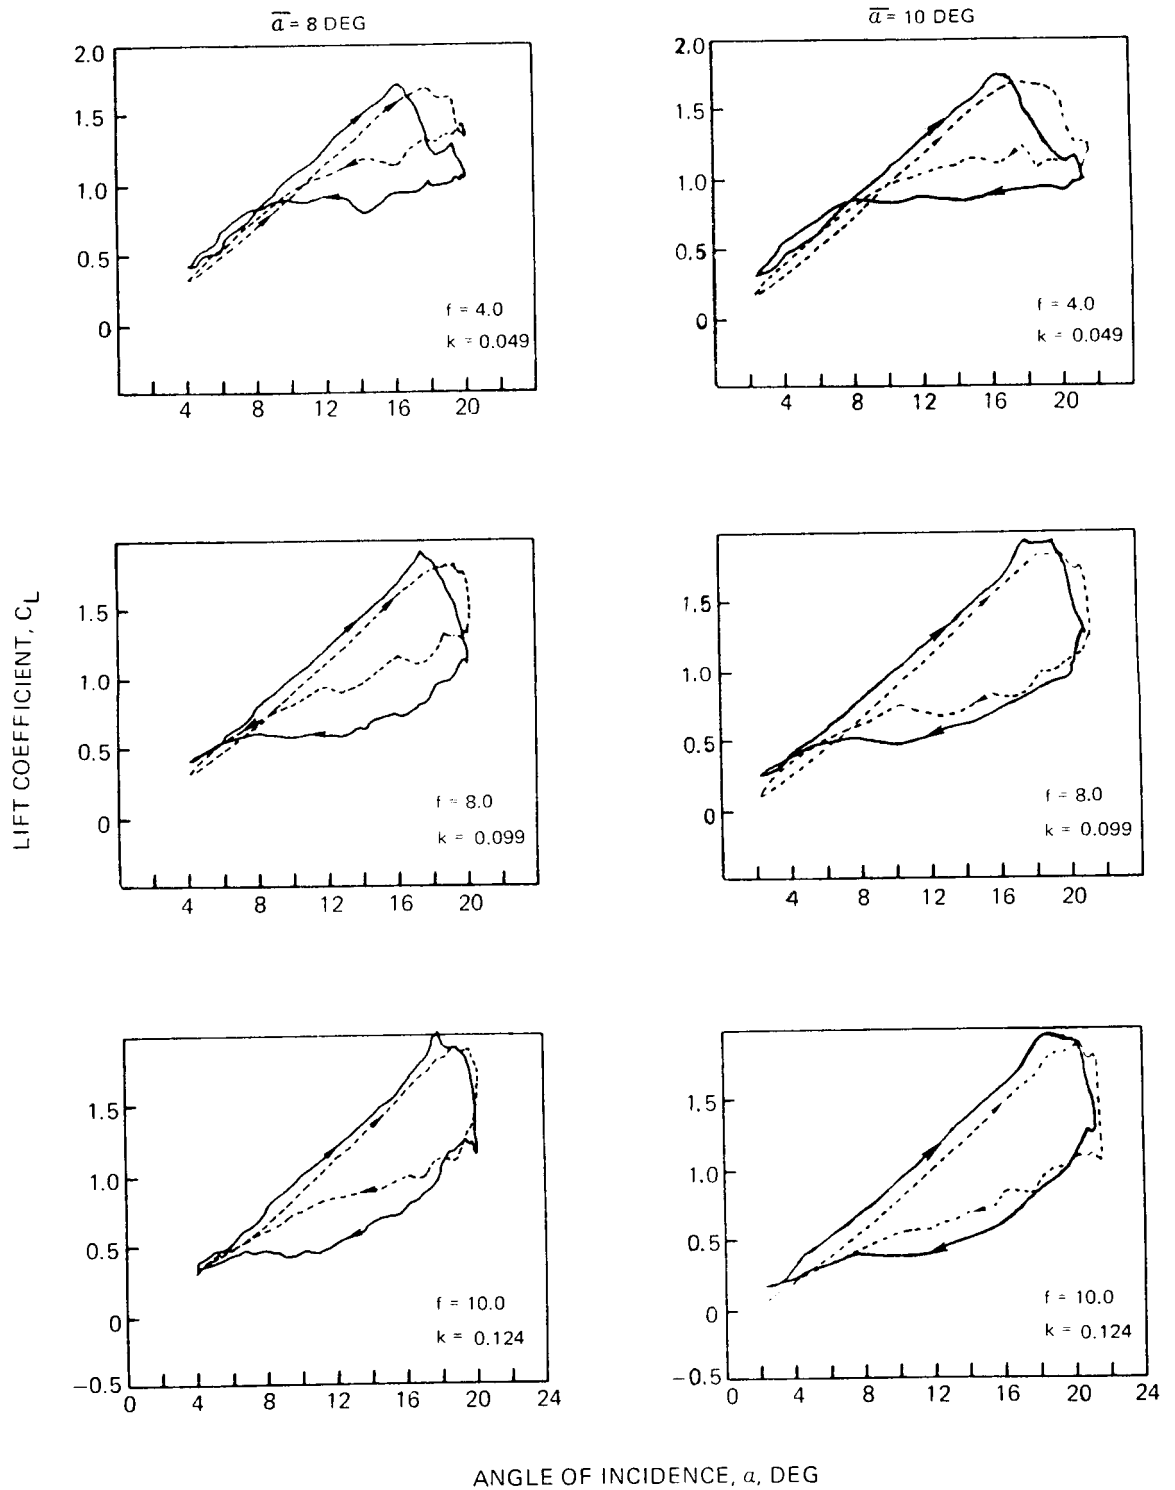 ā = 8 DEG
ā = 10 DEG
2.0
1.5
1.0
0.5
0
4 8 12 16 20
f = 4.0
k = 0.049
2.0
1.5
1.0
0.5
0
4 8 12 16 20
f = 4.0
k = 0.049
LIFT COEFFICIENT, CL
1.5
1.0
0.5
0
4 8 12 16 20
f = 8.0
k = 0.099
1.5
1.0
0.5
0
4 8 12 16 20
f = 8.0
k = 0.099
1.5
1.0
0.5
0
−0.5
0 4 8 12 16 20 24
f = 10.0
k = 0.124
1.5
1.0
0.5
0
−0.5
0 4 8 12 16 20 24
f = 10.0
k = 0.124
ANGLE OF INCIDENCE, a, DEG